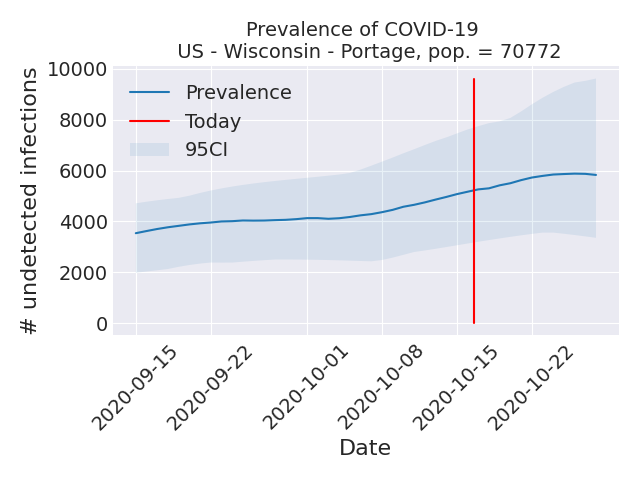 Prevalence of COVID-19
US - Wisconsin - Portage, pop. = 70772
# undetected infections
10000
8000
6000
4000
2000
0
Prevalence
Today
95CI
2020-09-15
2020-09-22
2020-10-01
2020-10-08
2020-10-15
2020-10-22
Date